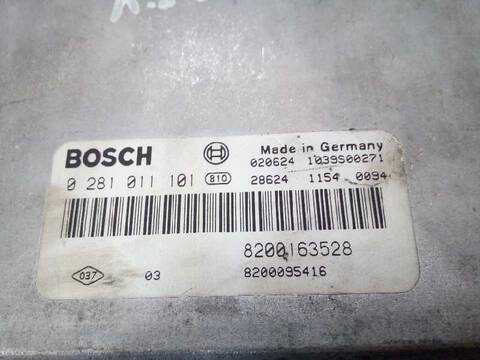 BOSCH
Made in Germany
020624 1039S00271
0 281 011 101 810
28624 1154 0094
8200163528
037 03
8200095416